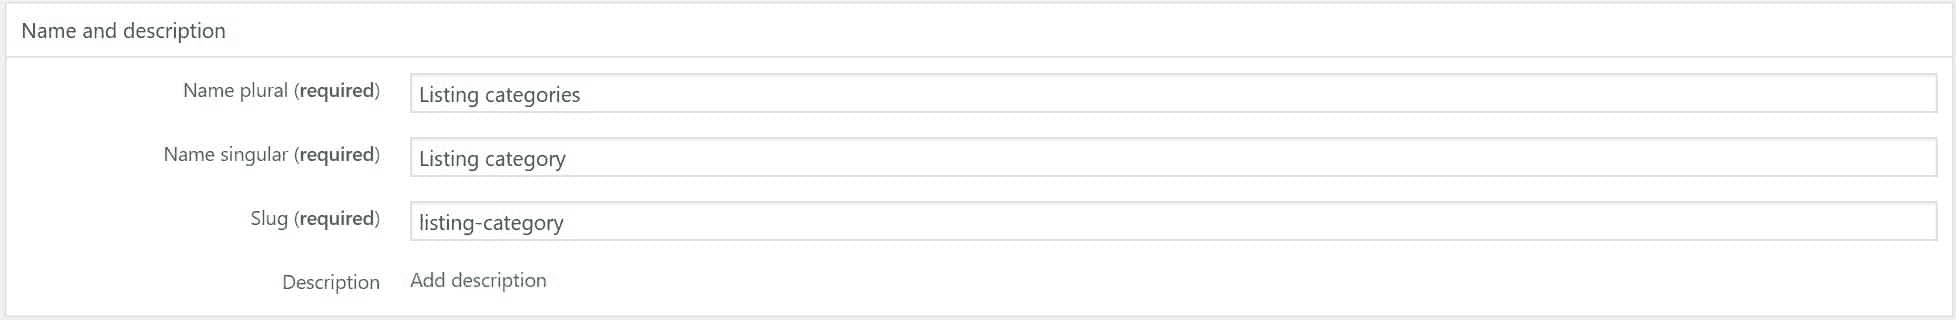 Name and description
Name plural (required) Listing categories
Name singular (required) Listing category
Slug (required) listing-category
Description Add description